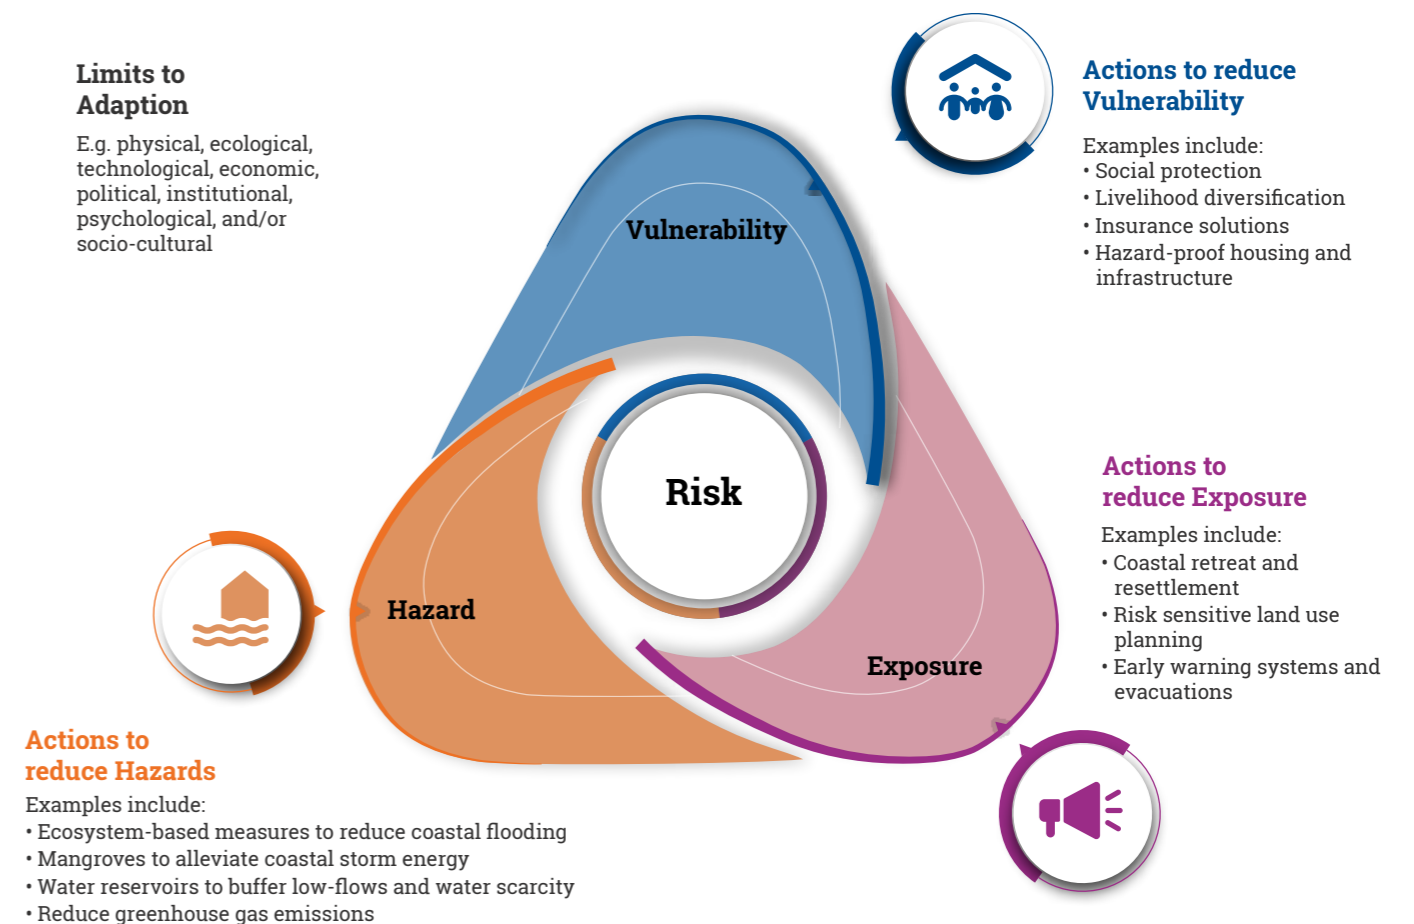 Limits to
Adaption
E.g. physical, ecological,
technological, economic,
political, institutional,
psychological, and/or
socio-cultural
Actions to reduce
Vulnerability
Examples include:
• Social protection
• Livelihood diversification
• Insurance solutions
• Hazard-proof housing and
infrastructure
Vulnerability
Risk
Hazard
Exposure
Actions to
reduce Exposure
Examples include:
• Coastal retreat and
resettlement
• Risk sensitive land use
planning
• Early warning systems and
evacuations
Actions to
reduce Hazards
Examples include:
• Ecosystem-based measures to reduce coastal flooding
• Mangroves to alleviate coastal storm energy
• Water reservoirs to buffer low-flows and water scarcity
• Reduce greenhouse gas emissions